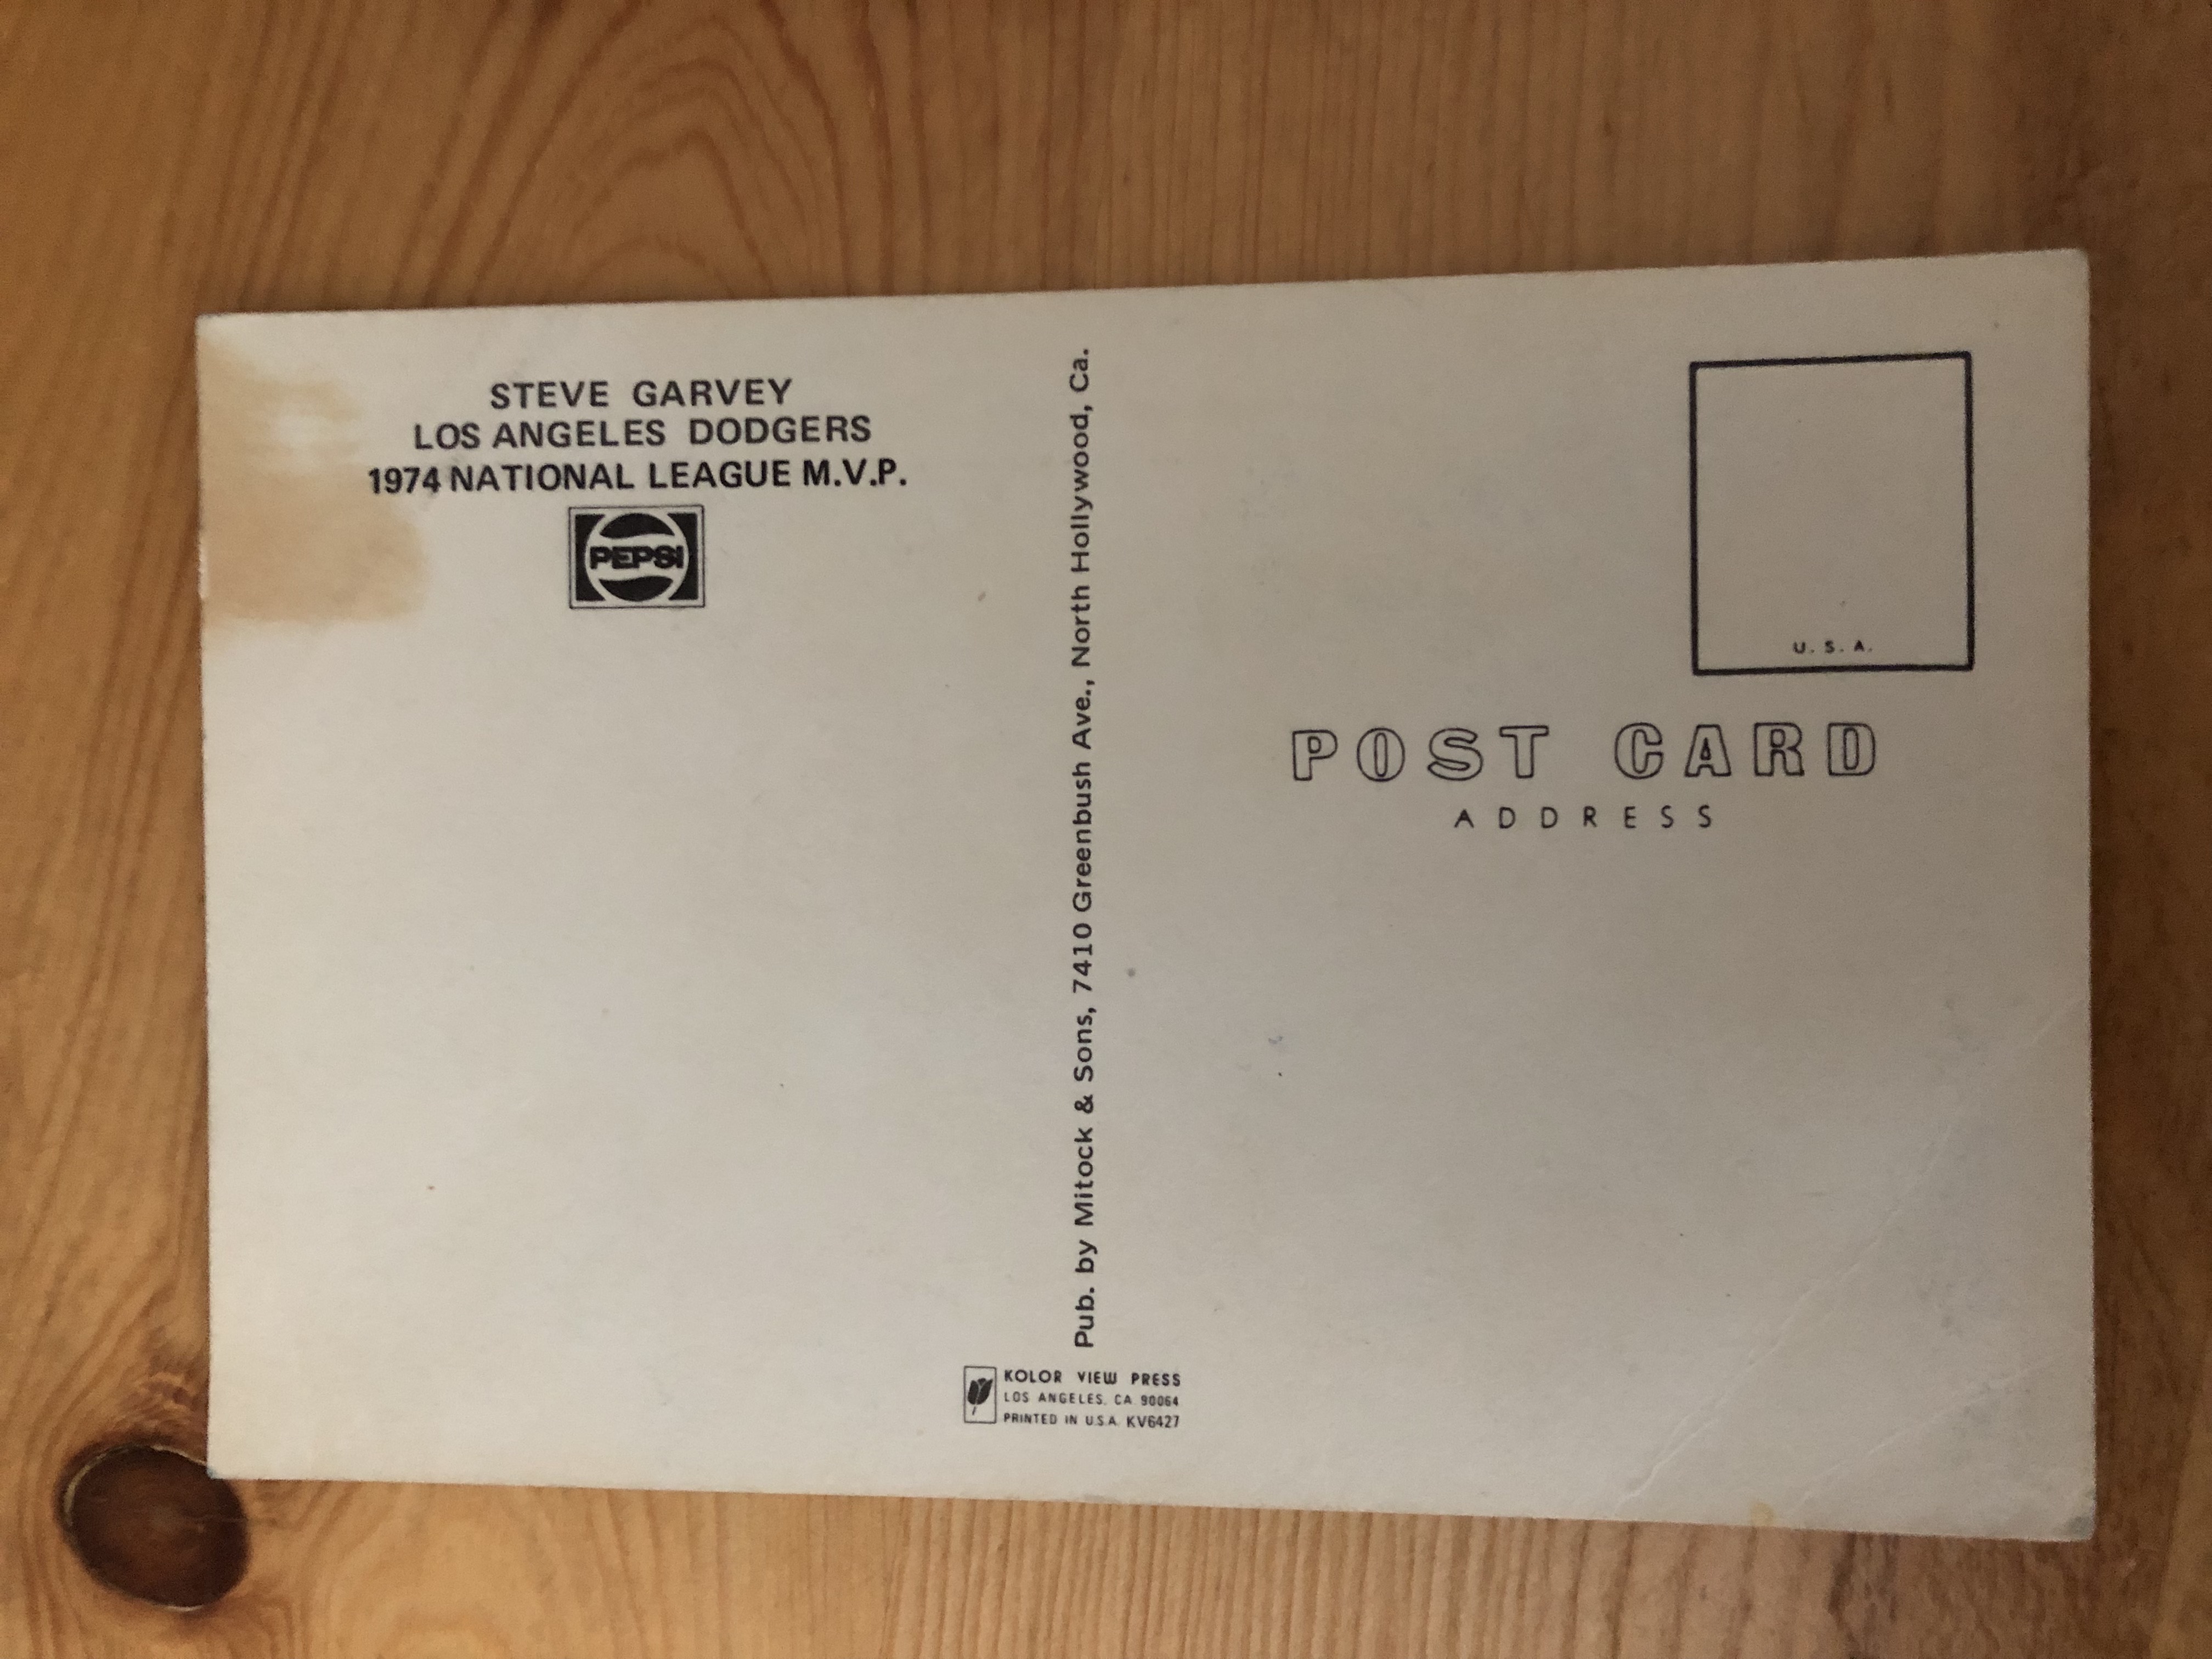 STEVE GARVEY
LOS ANGELES DODGERS
1974 NATIONAL LEAGUE M.V.P.
PEPSI
Pub. by Mitock & Sons, 7410 Greenbush Ave., North Hollywood, Ca.
U. S. A.
POST CARD
ADDRESS
KOLOR VIEW PRESS
LOS ANGELES, CA 90064
PRINTED IN U.S.A. KV6427